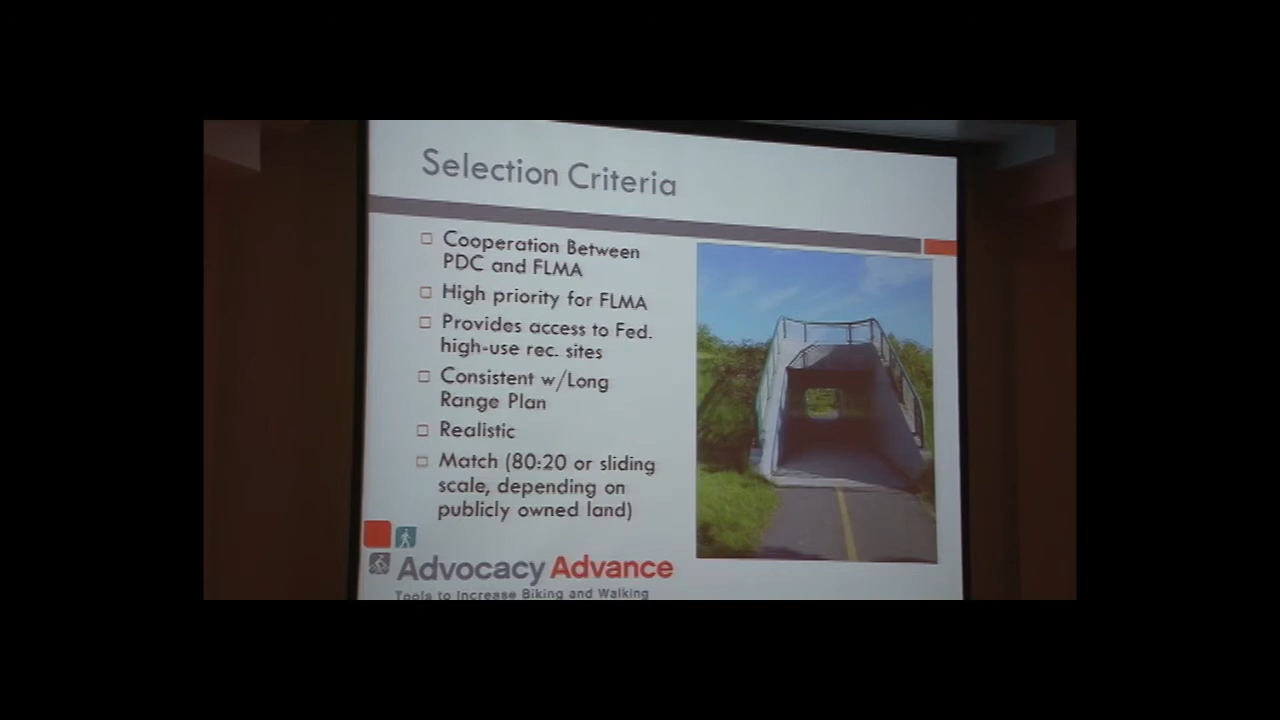 Selection Criteria
Cooperation Between
PDC and FLMA
High priority for FLMA
Provides access to Fed.
high-use rec. sites
Consistent w/Long
Range Plan
Realistic
Match (80:20 or sliding
scale, depending on
publicly owned land)
Advocacy Advance
Tools to Increase Biking and Walking